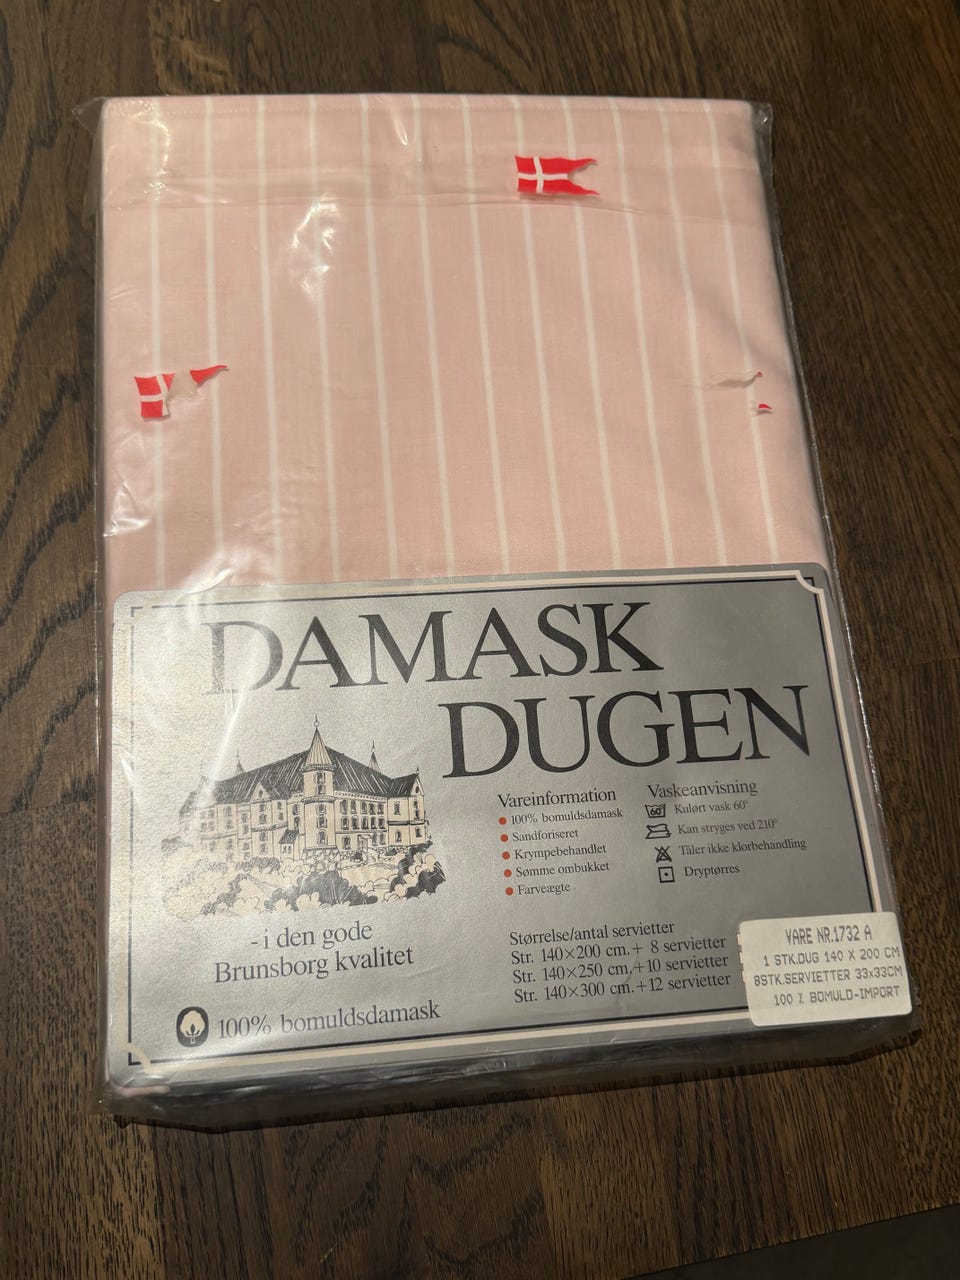 DAMASK
DUGEN
Vareinformation
100% bomuldsdamask
Sandforiseret
Krympebehandlet
Sømme ombukket
Farveægte
Vaskeanvisning
60°
Kulørt vask 60°
Kan stryges ved 210°
Tåler ikke klorbehandling
Dryptørres
- i den gode
Brunsborg kvalitet
100% bomuldsdamask
Størrelse/antal servietter
Str. 140×200 cm.+ 8 servietter
Str. 140×250 cm.+10 servietter
Str. 140×300 cm.+12 servietter
VARE NR.1732 A
1 STK.DUG 140 X 200 CM
8STK.SERVIETTER 33x33CM
100 % BOMULD-IMPORT